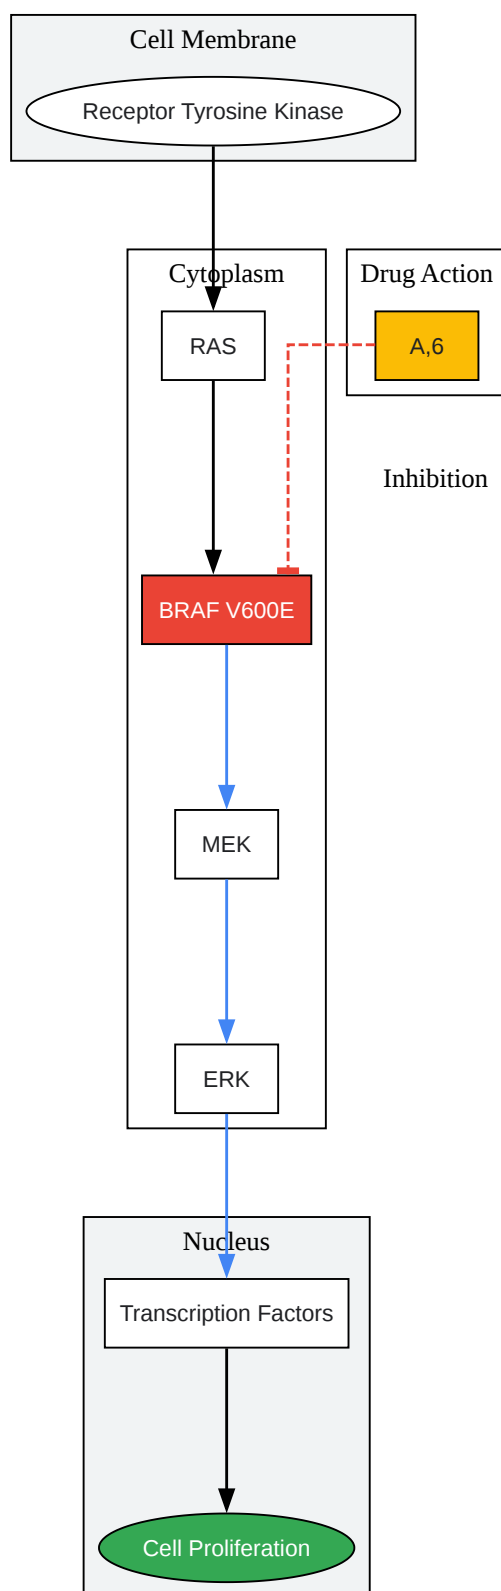 Cell Membrane
Receptor Tyrosine Kinase
Cytoplasm
Drug Action
RAS
A,6
Inhibition
BRAF V600E
MEK
ERK
Nucleus
Transcription Factors
Cell Proliferation